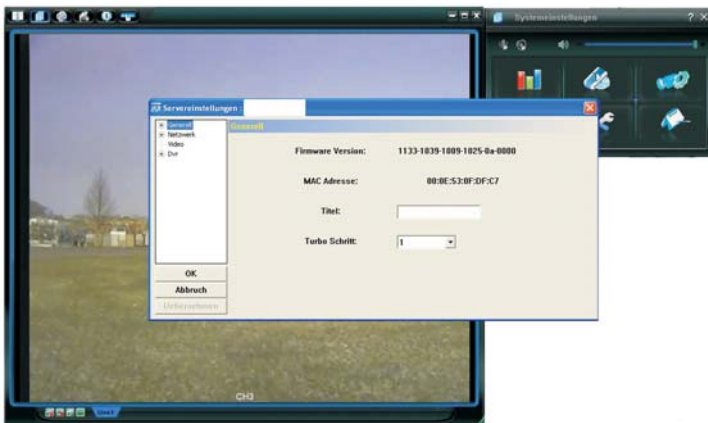 Systemeinstellungen
Servereinstellungen :
Generell
Netzwerk
Video
Dvr
Generell
Firmware Version: 1133-1039-1009-1025-0a-0000
MAC Adresse: 00:0E:53:0F:DF:C7
Titel:
Turbo Schritt: 1
OK
Abbruch
Uebernehmen
CH3